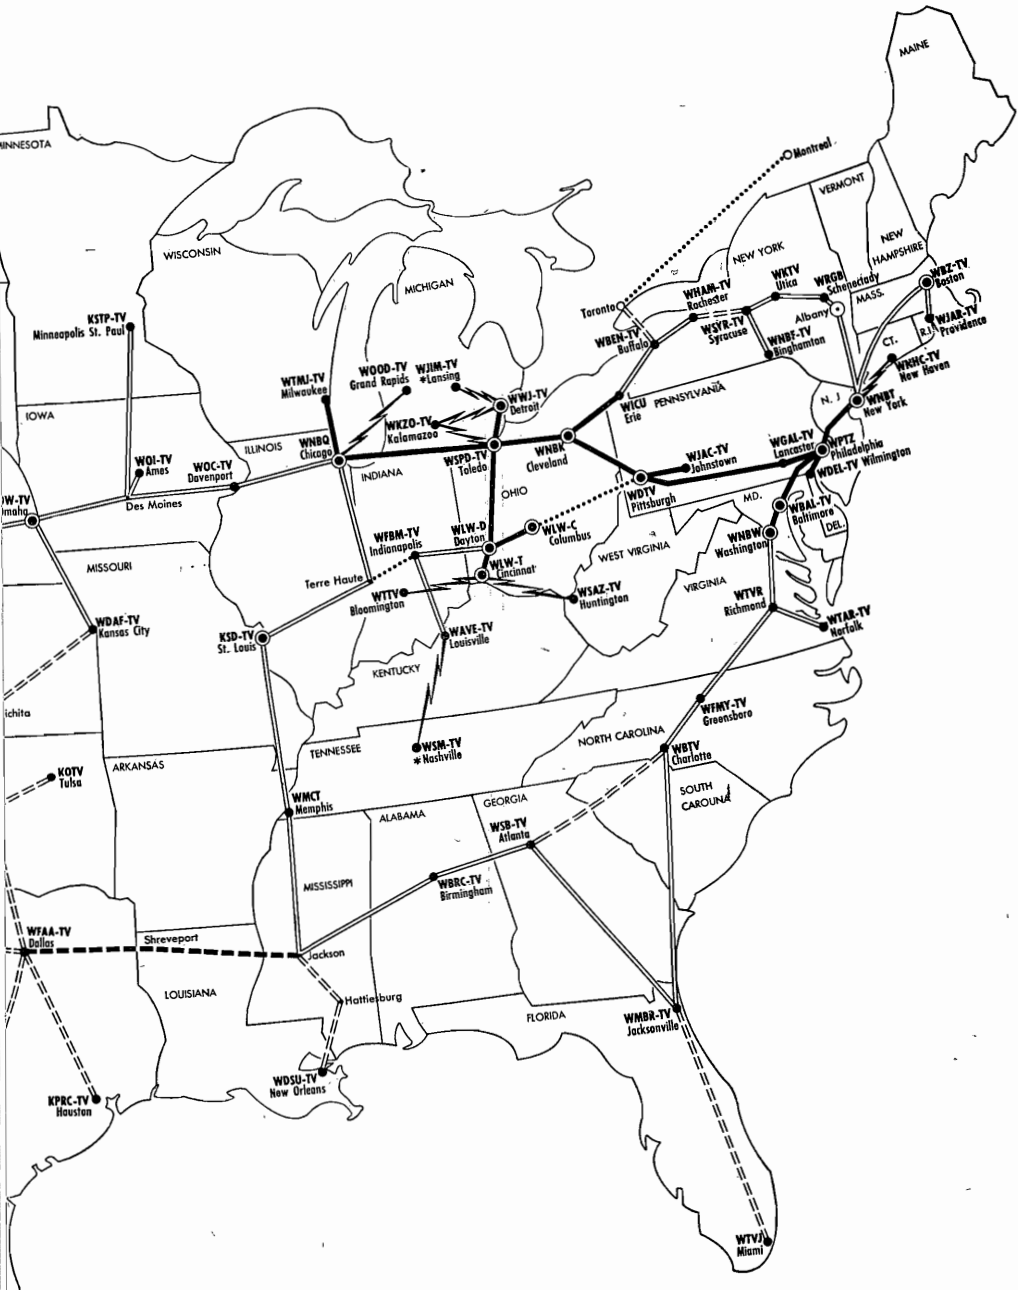 MAINE
MINNESOTA
Montreal
VERMONT
NEW
HAMPSHIRE
WISCONSIN
NEW YORK
MICHIGAN
WKTV
Utica
WRGB
Schenectady
WBZ-TV
Boston
MASS.
WHAM-TV
Rochester
Toronto
Albany
KSTP-TV
Minneapolis St. Paul
WSYR-TV
Syracuse
WBEN-TV
Buffalo
WNBF-TV
Binghamton
R.I.
WJAR-TV
Providence
CT.
WNHC-TV
New Haven
WOOD-TV
Grand Rapids
WJIM-TV
*Lansing
WTMJ-TV
Milwaukee
WWJ-TV
Detroit
WICU
Erie
PENNSYLVANIA
N. J
WNBT
New York
IOWA
WKZO-TV
Kalamazoo
ILLINOIS
WNBQ
Chicago
WSPD-TV
Toledo
WNBK
Cleveland
WJAC-TV
Johnstown
WGAL-TV
Lancaster
WPTZ
Philadelphia
WDEL-TV Wilmington
WOI-TV
Ames
WOC-TV
Davenport
INDIANA
OHIO
WDTV
Pittsburgh
MD.
WBAL-TV
Baltimore
DEL.
OW-TV
maha
Des Moines
WFBM-TV
Indianapolis
WLW-D
Dayton
WLW-C
Columbus
WNBW
Washington
MISSOURI
WEST VIRGINIA
WLW-T
Cincinnat
Terre Haute
WTTV
Bloomington
WSAZ-TV
Huntington
VIRGINIA
WTVR
Richmond
WTAR-TV
Norfolk
WDAF-TV
Kansas City
KSD-TV
St. Louis
WAVE-TV
Louisville
KENTUCKY
ichita
WFMY-TV
Greensboro
TENNESSEE
WSM-TV
*Nashville
NORTH CAROLINA
WBTV
Charlotte
KOTV
Tulsa
ARKANSAS
WMCT
Memphis
SOUTH
CAROLINA
ALABAMA
GEORGIA
WSB-TV
Atlanta
MISSISSIPPI
WBRC-TV
Birmingham
WFAA-TV
Dallas
Shreveport
Jackson
LOUISIANA
Hattiesburg
FLORIDA
WMBR-TV
Jacksonville
WDSU-TV
New Orleans
KPRC-TV
Houston
WTVJ
Miami